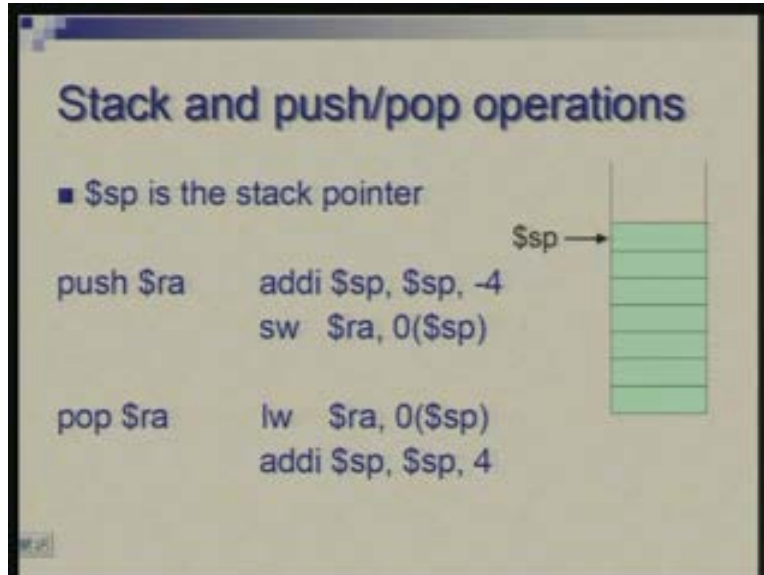 Stack and push/pop operations
■ $sp is the stack pointer
$sp
push $ra addi $sp, $sp, -4
sw $ra, 0($sp)
pop $ra lw $ra, 0($sp)
addi $sp, $sp, 4